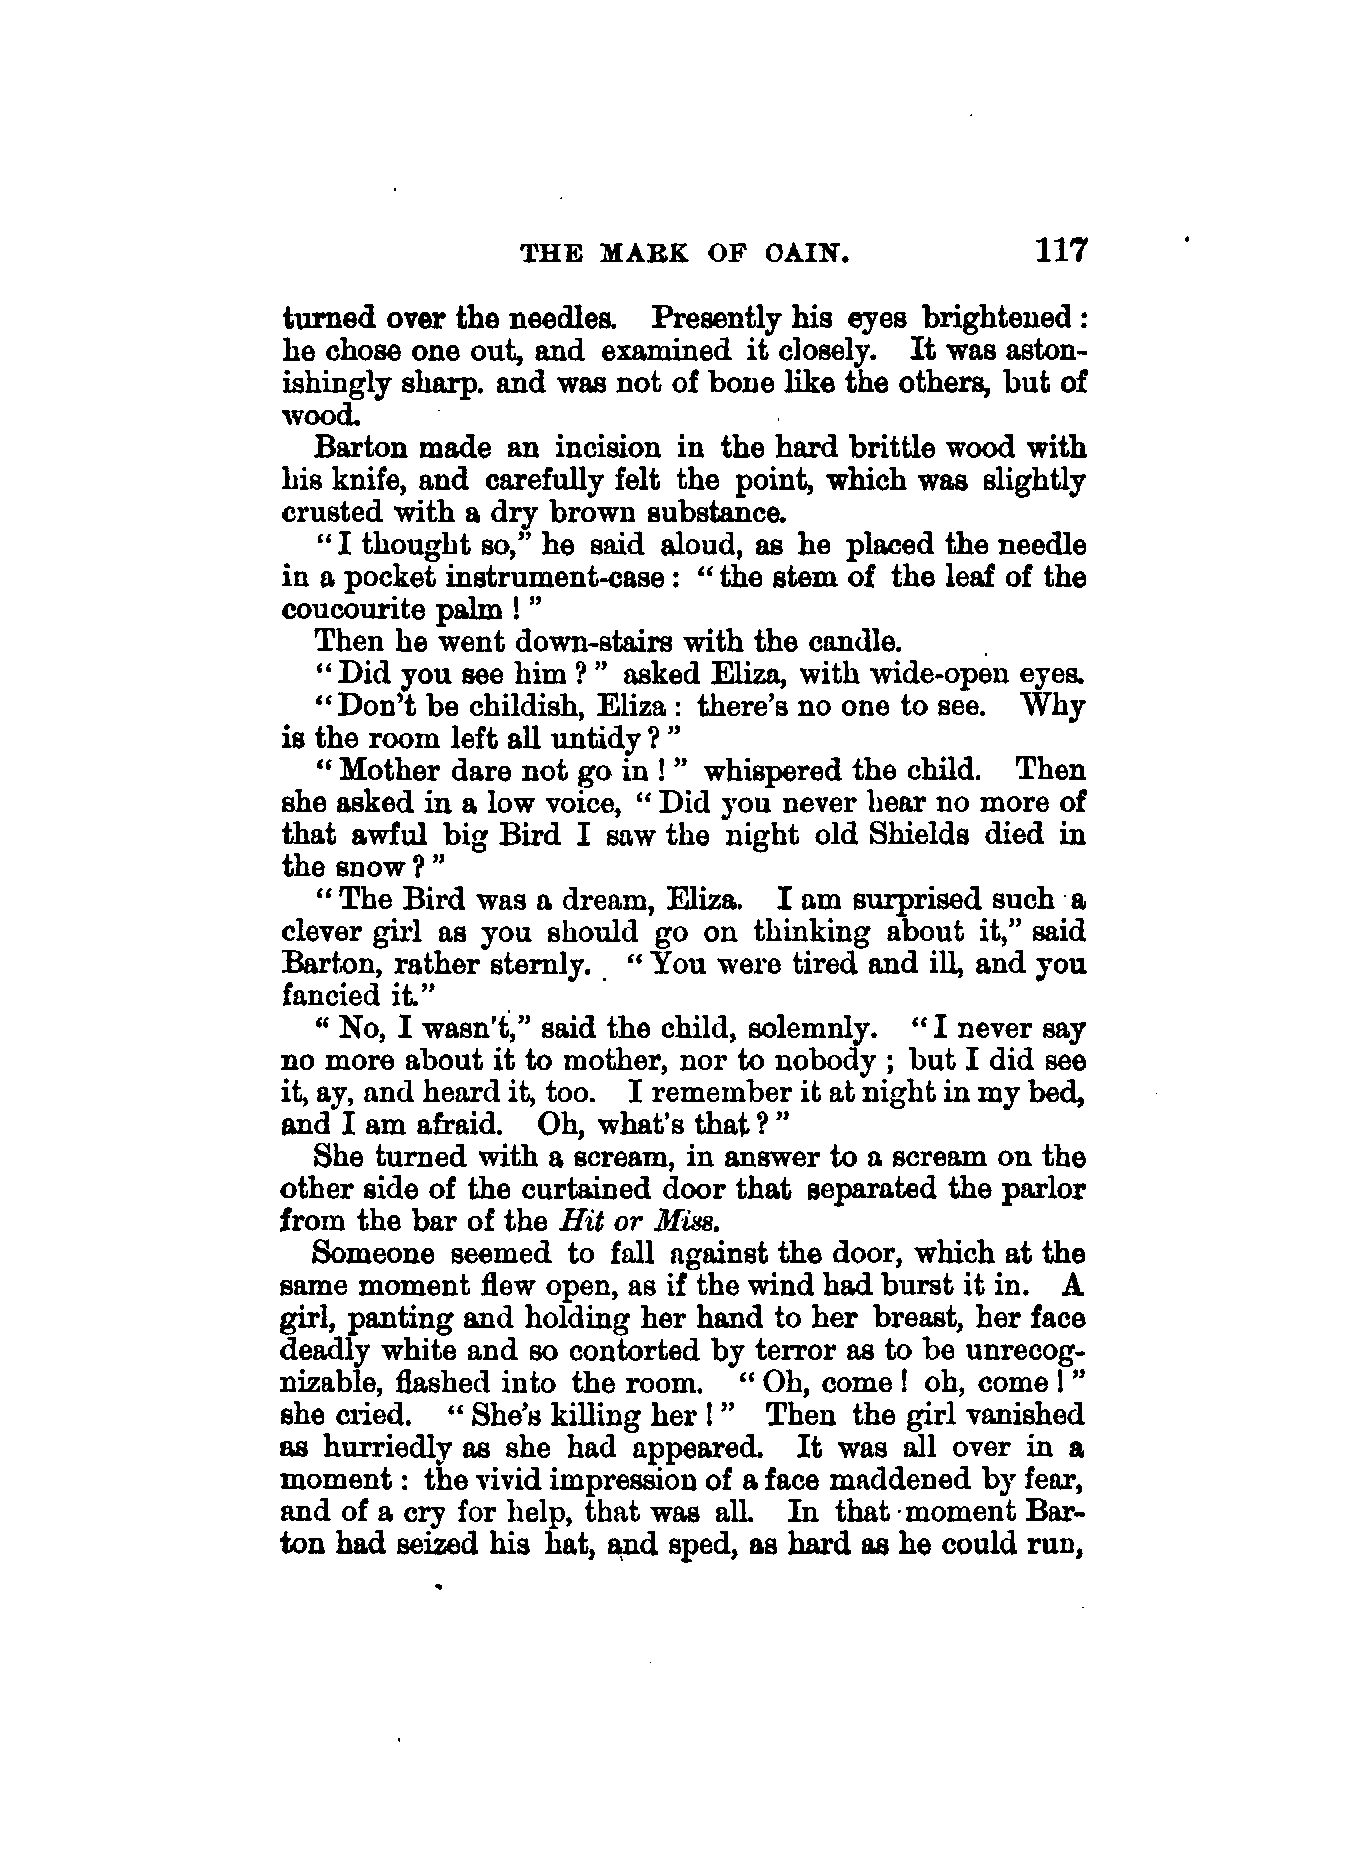 THE MARK OF CAIN. 117
turned over the needles. Presently his eyes brightened:
he chose one out, and examined it closely. It was aston-
ishingly sharp. and was not of bone like the others, but of
wood.
Barton made an incision in the hard brittle wood with
his knife, and carefully felt the point, which was slightly
crusted with a dry brown substance.
"I thought so," he said aloud, as he placed the needle
in a pocket instrument-case: "the stem of the leaf of the
coucourite palm!"
Then he went down-stairs with the candle.
"Did you see him?" asked Eliza, with wide-open eyes.
"Don't be childish, Eliza: there's no one to see. Why
is the room left all untidy?"
"Mother dare not go in!" whispered the child. Then
she asked in a low voice, "Did you never hear no more of
that awful big Bird I saw the night old Shields died in
the snow?"
"The Bird was a dream, Eliza. I am surprised such a
clever girl as you should go on thinking about it," said
Barton, rather sternly. "You were tired and ill, and you
fancied it."
"No, I wasn't," said the child, solemnly. "I never say
no more about it to mother, nor to nobody; but I did see
it, ay, and heard it, too. I remember it at night in my bed,
and I am afraid. Oh, what's that?"
She turned with a scream, in answer to a scream on the
other side of the curtained door that separated the parlor
from the bar of the Hit or Miss.
Someone seemed to fall against the door, which at the
same moment flew open, as if the wind had burst it in. A
girl, panting and holding her hand to her breast, her face
deadly white and so contorted by terror as to be unrecog-
nizable, flashed into the room. "Oh, come! oh, come!"
she cried. "She's killing her!" Then the girl vanished
as hurriedly as she had appeared. It was all over in a
moment: the vivid impression of a face maddened by fear,
and of a cry for help, that was all. In that moment Bar-
ton had seized his hat, and sped, as hard as he could run,